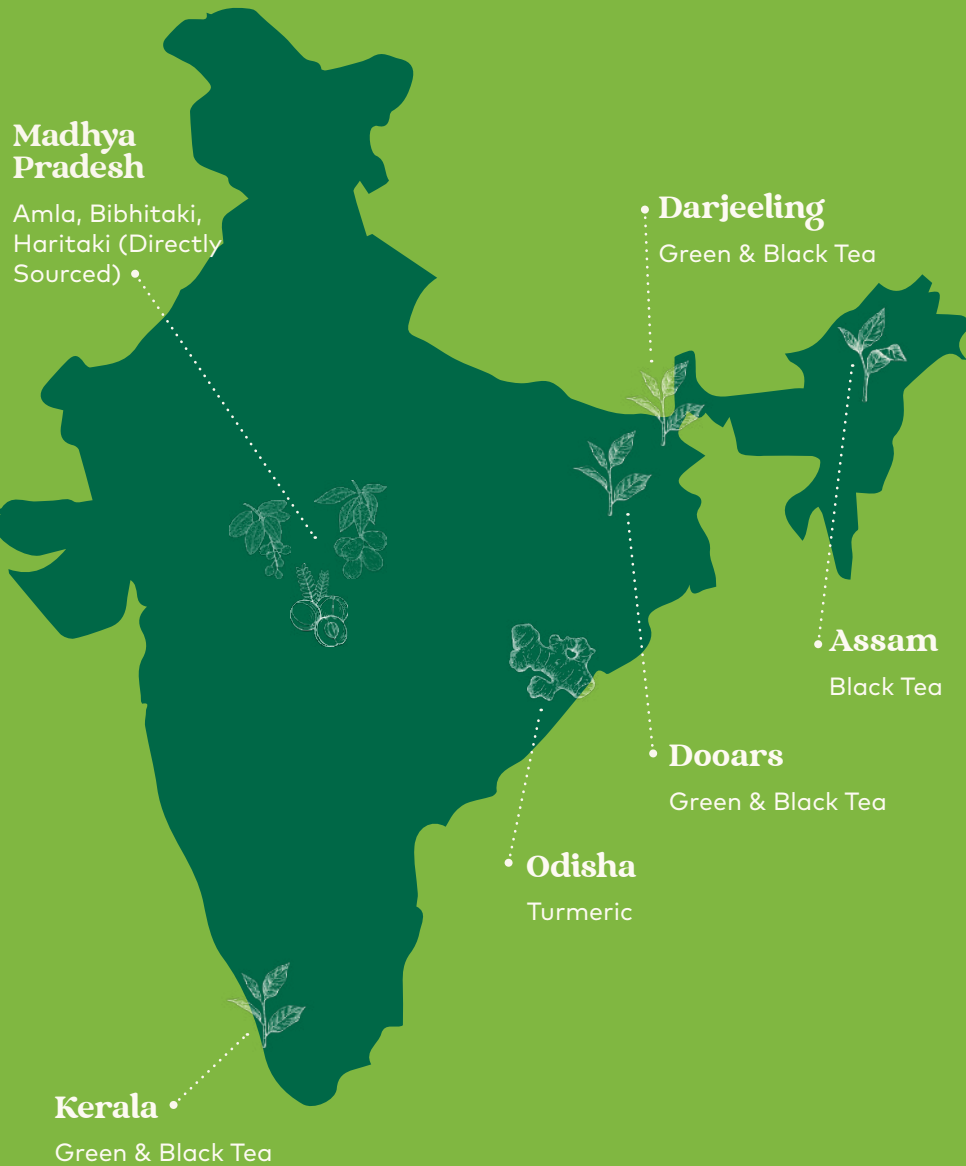 Madhya
Pradesh
Amla, Bibhitaki,
Haritaki (Directly
Sourced)
Darjeeling
Green & Black Tea
Assam
Black Tea
Dooars
Green & Black Tea
Odisha
Turmeric
Kerala
Green & Black Tea